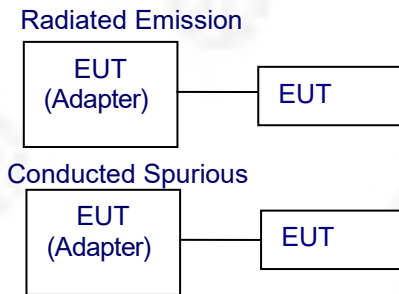 Radiated Emission
EUT
(Adapter)
EUT
Conducted Spurious
EUT
(Adapter)
EUT